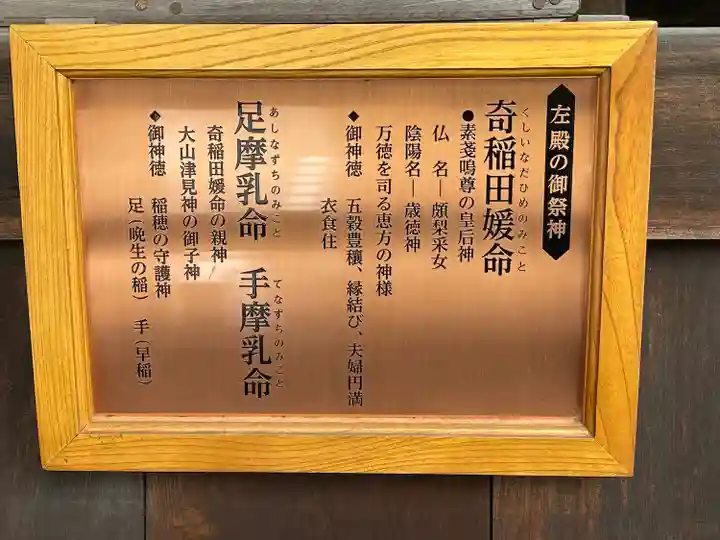 左殿の御祭神
くしいなだひめのみこと
奇稲田媛命
●素戔嗚尊の皇后神
仏 名―頗梨采女
陰陽名―歳徳神
万徳を司る恵方の神様
◆御神徳 五穀豊穣、縁結び、夫婦円満
衣食住
あしなずちのみこと てなずちのみこと
足摩乳命 手摩乳命
奇稲田媛命の親神/
大山津見神の御子神
◆御神徳 稲穂の守護神
足(晩生の稲) 手(早稲)